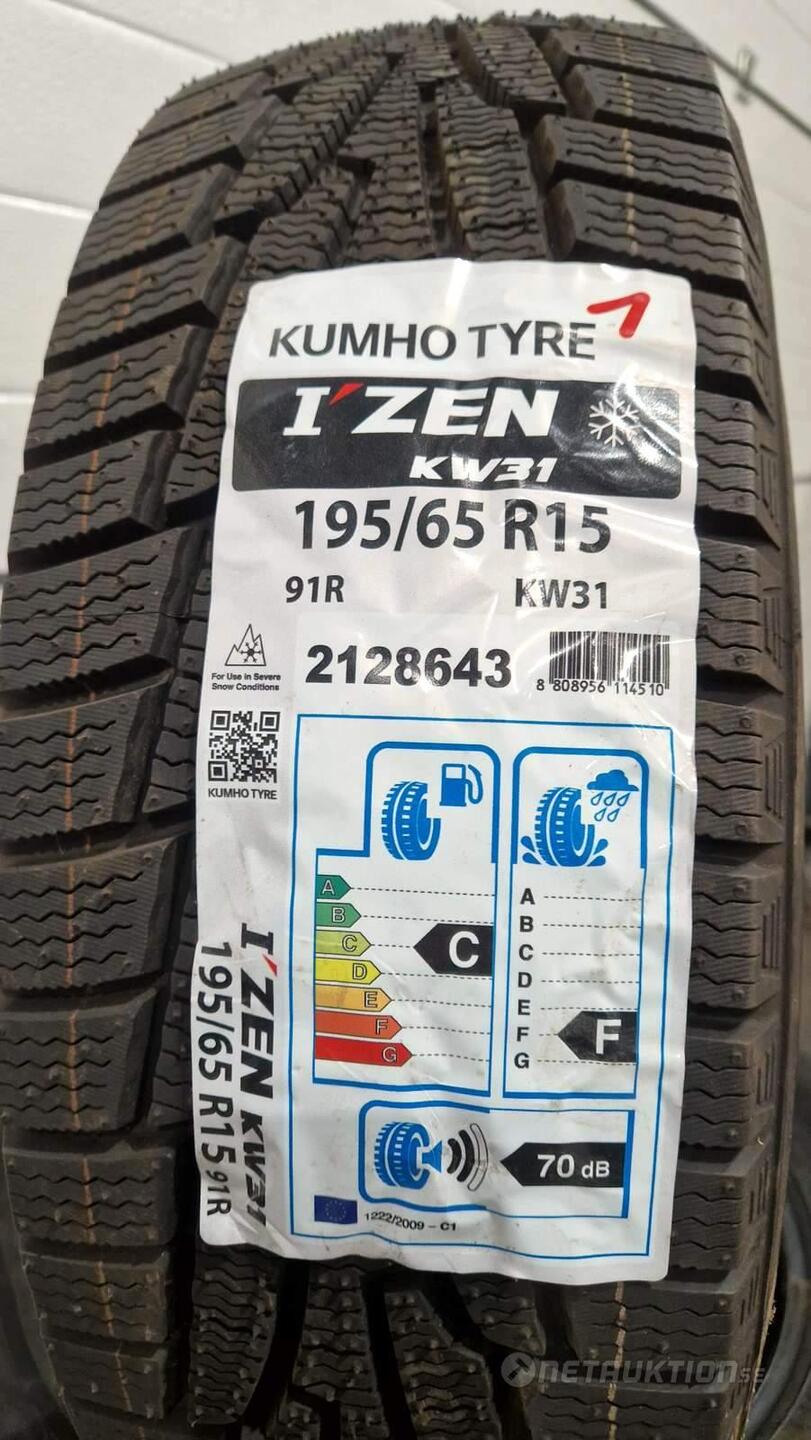 KUMHO TYRE
I'ZEN
KW31
195/65 R15
91R
KW31
For Use in Severe
Snow Conditions
2128643
8 808956 114510
KUMHO TYRE
A
B
C
D
E
F
G
C
A
B
C
D
E
F
G
F
70 dB
1222/2009 – C1
I'ZEN KW31
195/65 R15 91R
NETAUKTION.SE